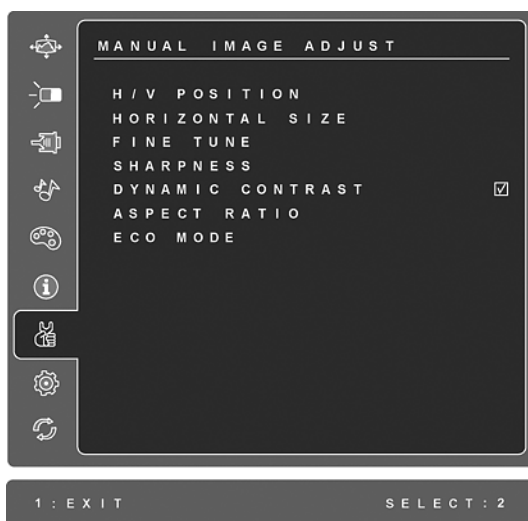 MANUAL IMAGE ADJUST
H/V POSITION
HORIZONTAL SIZE
FINE TUNE
SHARPNESS
DYNAMIC CONTRAST
ASPECT RATIO
ECO MODE
1:EXIT SELECT:2